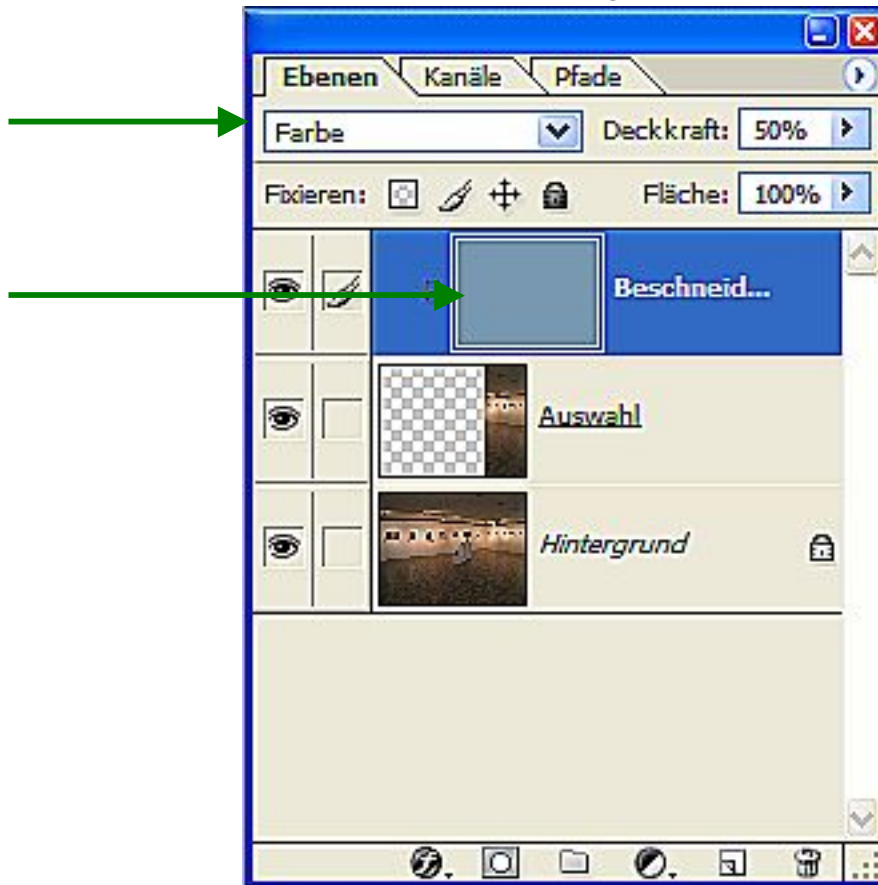 Ebenen Kanäle Pfade
Farbe Deckkraft: 50%
Fixieren: Fläche: 100%
Beschneid...
Auswahl
Hintergrund